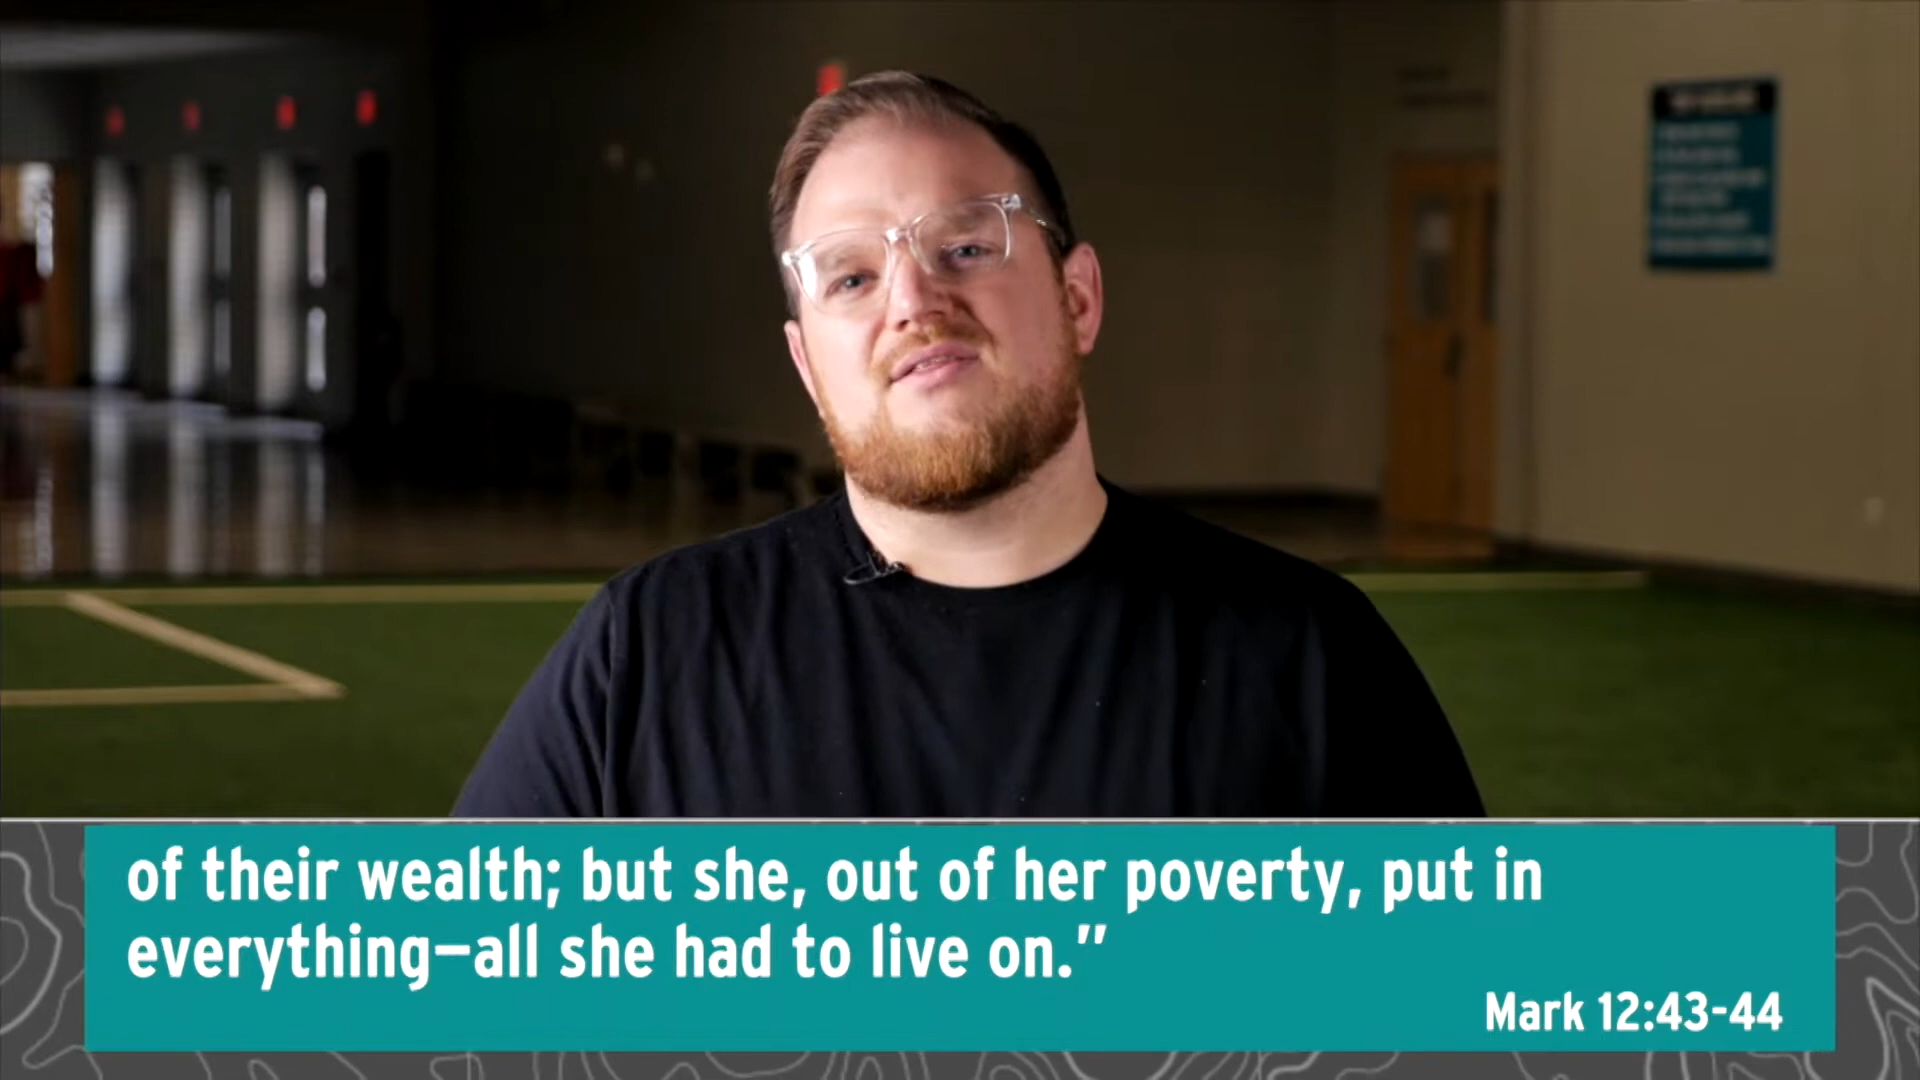 of their wealth; but she, out of her poverty, put in
everything—all she had to live on.”
Mark 12:43-44